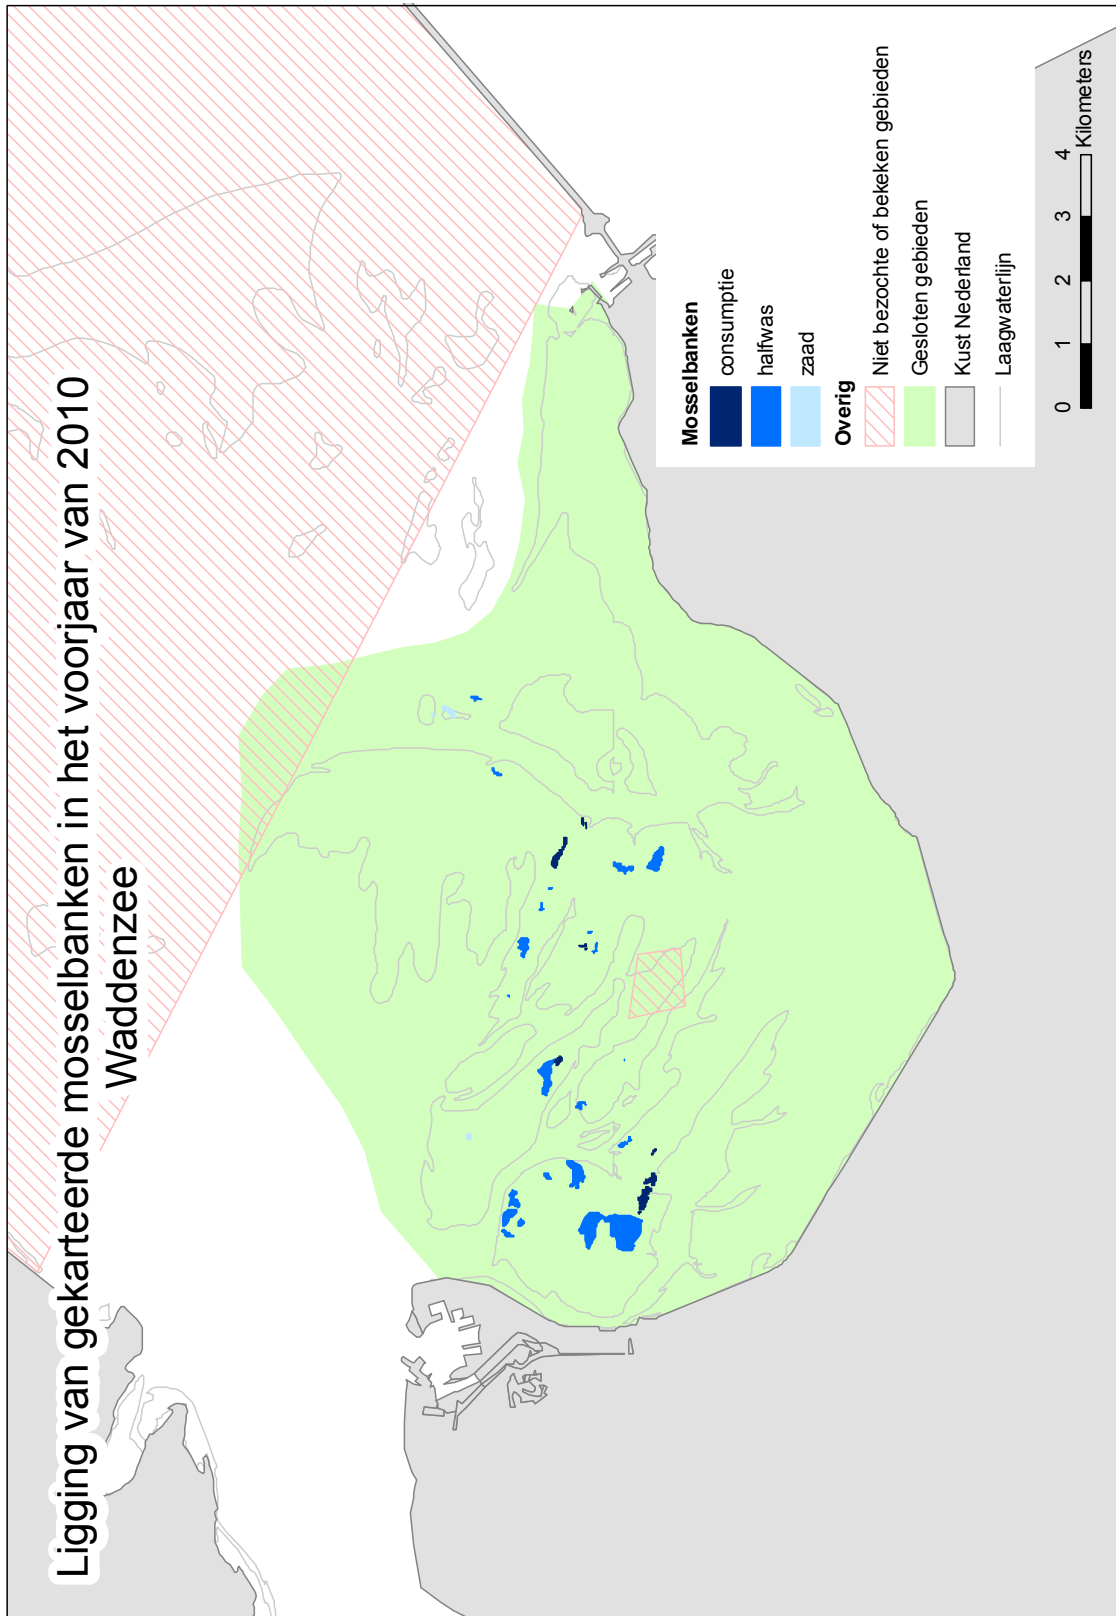 Ligging van gekarteerde mosselbanken in het voorjaar van 2010
Waddenzee
Mosselbanken
consumptie
halfwas
zaad
Overig
Niet bezochte of bekeken gebieden
Gesloten gebieden
Kust Nederland
Laagwaterlijn
0 1 2 3 4
Kilometers